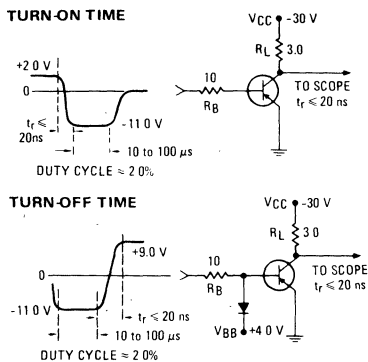 TURN-ON TIME
VCC -30 V
RL 3.0
+2.0 V
0
10
RB
TO SCOPE
tr ≤ 20 ns
tr ≤
20ns
-11.0 V
10 to 100 µs
DUTY CYCLE ≈ 2.0%
TURN-OFF TIME
VCC -30 V
RL 3.0
+9.0 V
0
10
RB
TO SCOPE
tr ≤ 20 ns
-11.0 V
tr ≤ 20 ns
10 to 100 µs
VBB +4.0 V
DUTY CYCLE ≈ 2.0%